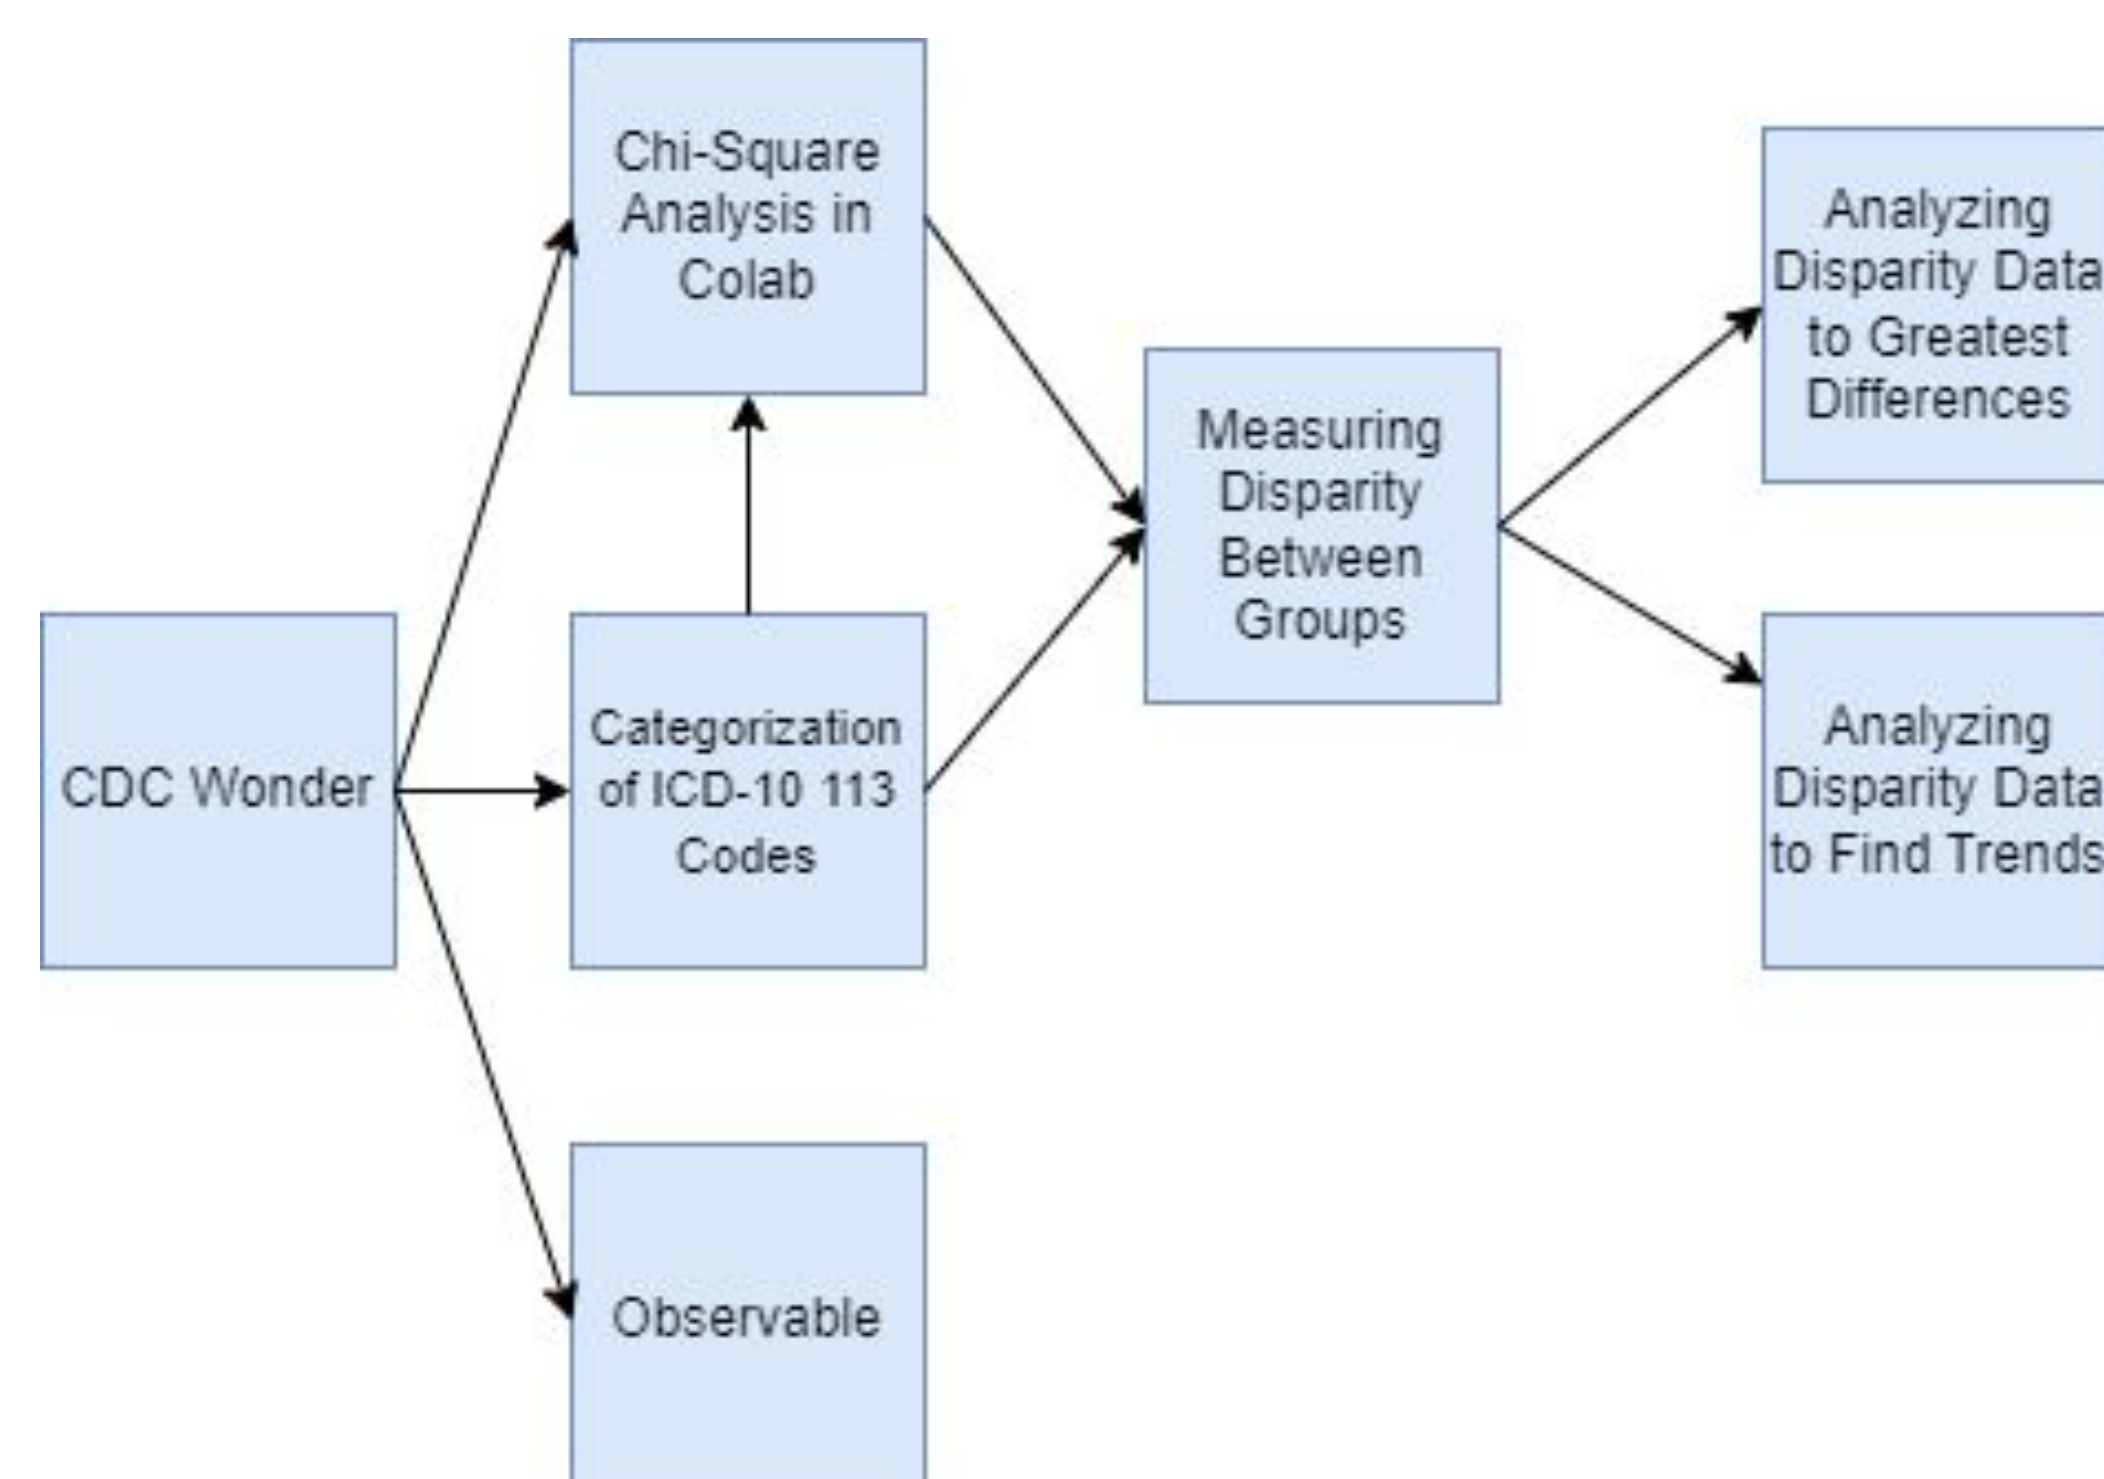 Chi-Square
Analysis in
Colab
Analyzing
Disparity Data
to Greatest
Differences
Measuring
Disparity
Between
Groups
CDC Wonder
Categorization
of ICD-10 113
Codes
Analyzing
Disparity Data
to Find Trends
Observable